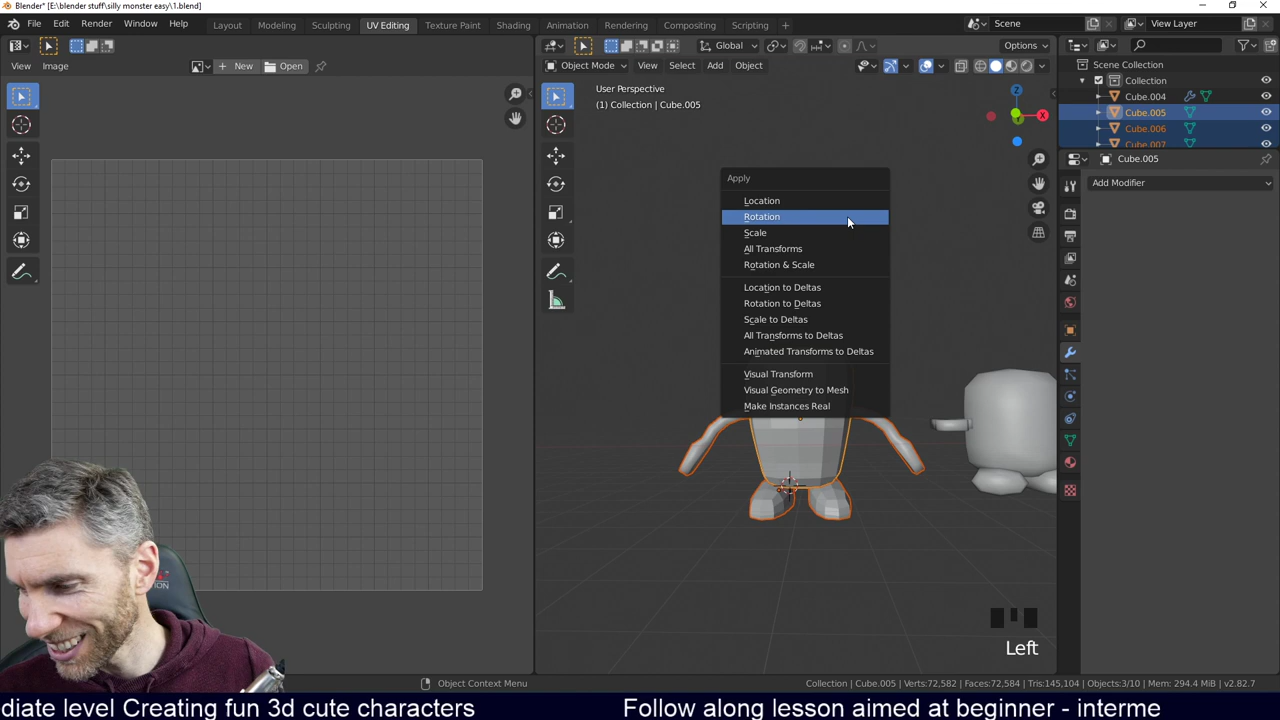 Blender* [E:\blender stuff\silly monster easy\1.blend]
File Edit Render Window Help Layout Modeling Sculpting UV Editing Texture Paint Shading Animation Rendering Compositing Scripting + Scene View Layer
+ New Open Global Options
View Image Object Mode View Select Add Object
User Perspective
(1) Collection | Cube.005
Scene Collection
Collection
Cube.004
Cube.005
Cube.006
Cube.007
Cube.005
Add Modifier
X
Y
Z
Apply
Location
Rotation
Scale
All Transforms
Rotation & Scale
Location to Deltas
Rotation to Deltas
Scale to Deltas
All Transforms to Deltas
Animated Transforms to Deltas
Visual Transform
Visual Geometry to Mesh
Make Instances Real
ION
Left
Object Context Menu
Collection | Cube.005 | Verts:72,582 | Faces:72,584 | Tris:145,104 | Objects:3/10 | Mem: 294.4 MiB | v2.82.7
diate level Creating fun 3d cute characters Follow along lesson aimed at beginner - interme